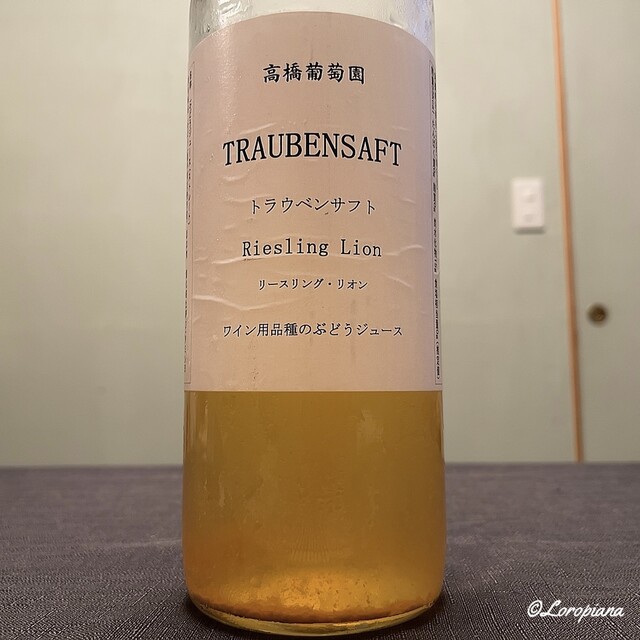 高橋葡萄園
TRAUBENSAFT
トラウベンサフト
Riesling Lion
リースリング・リオン
ワイン用品種のぶどうジュース
©Loropiana